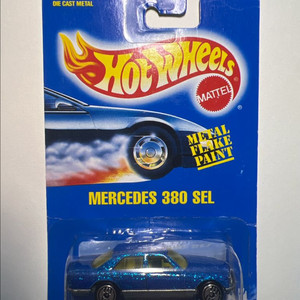 DIE CAST METAL
HOT WHEELS
MATTEL
METAL
FLAKE
PAINT
MERCEDES 380 SEL